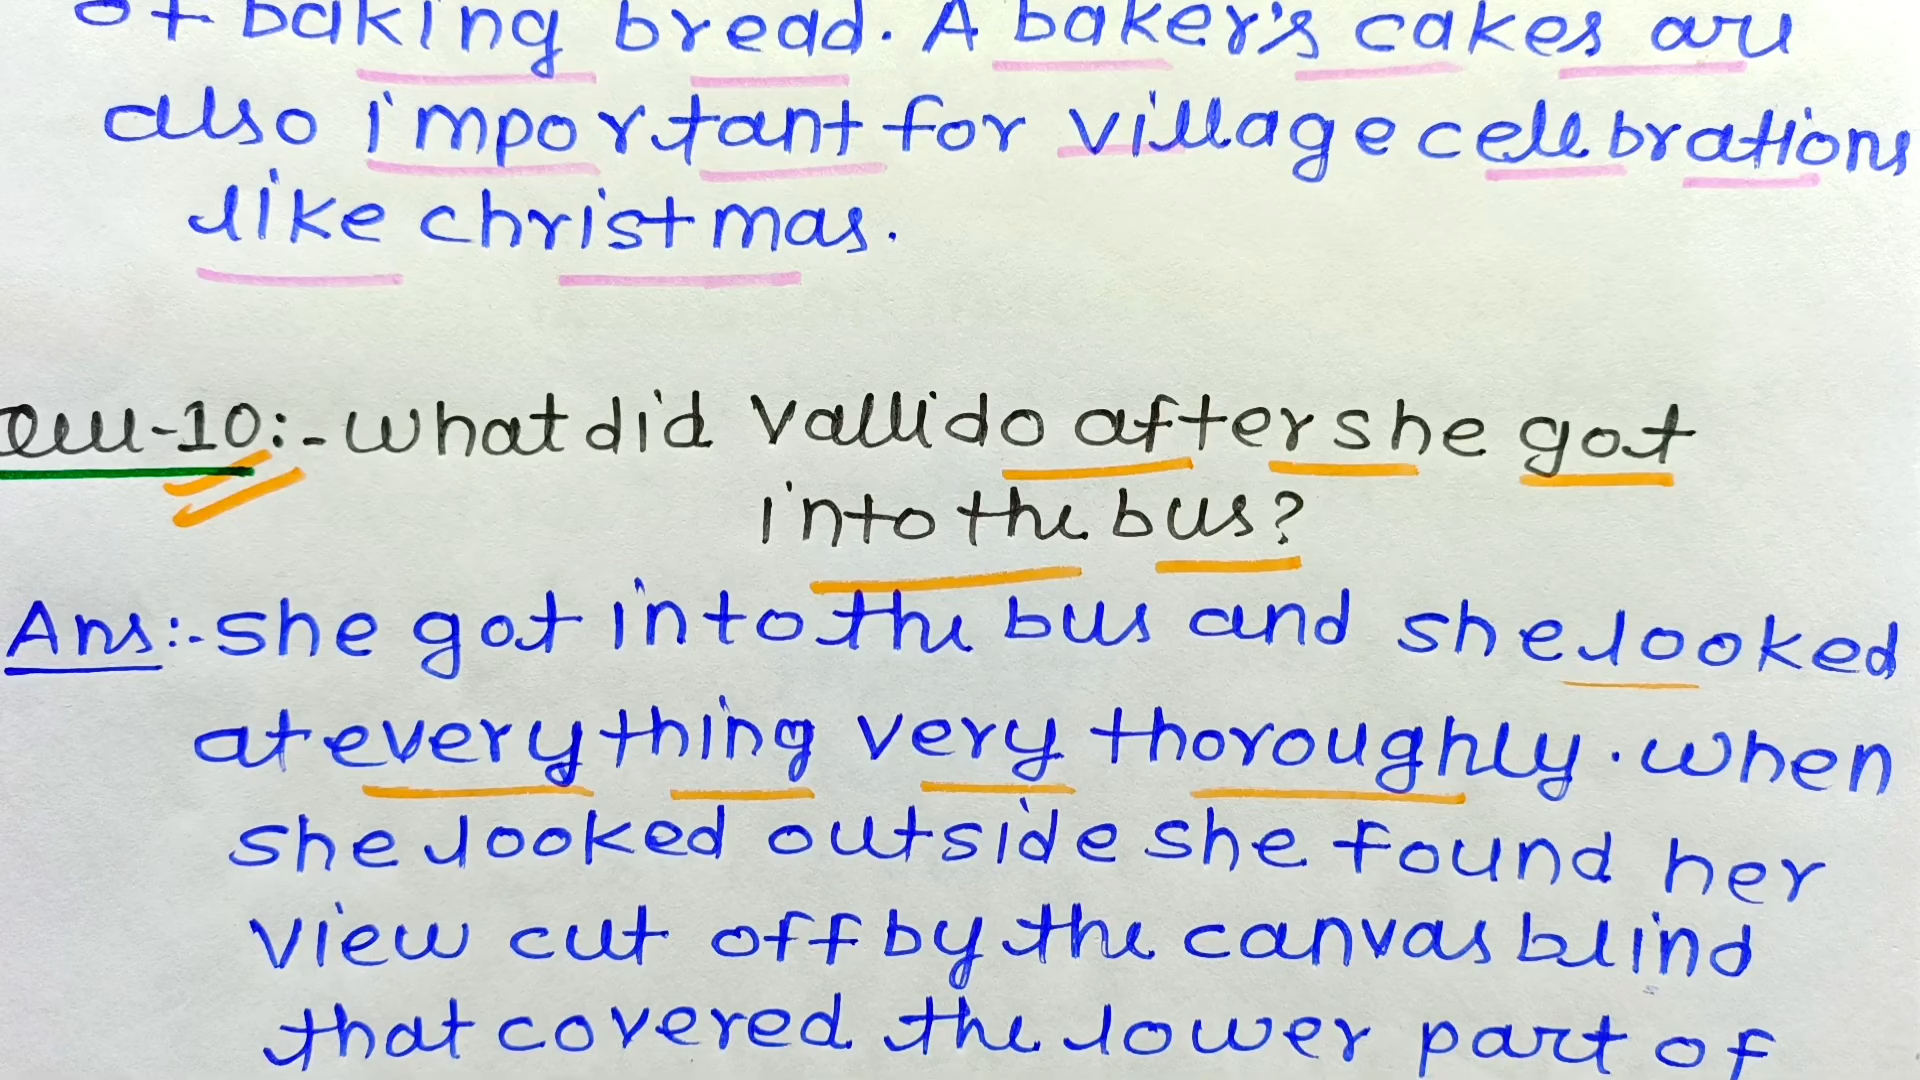 of baking bread. A baker's cakes are
also important for village celebrations
like christmas.
Que-10:- What did Valli do after she got
into the bus?
Ans:- she got into the bus and she looked
at everything very thoroughly. when
she looked outside she found her
view cut off by the canvas blind
that covered the lower part of